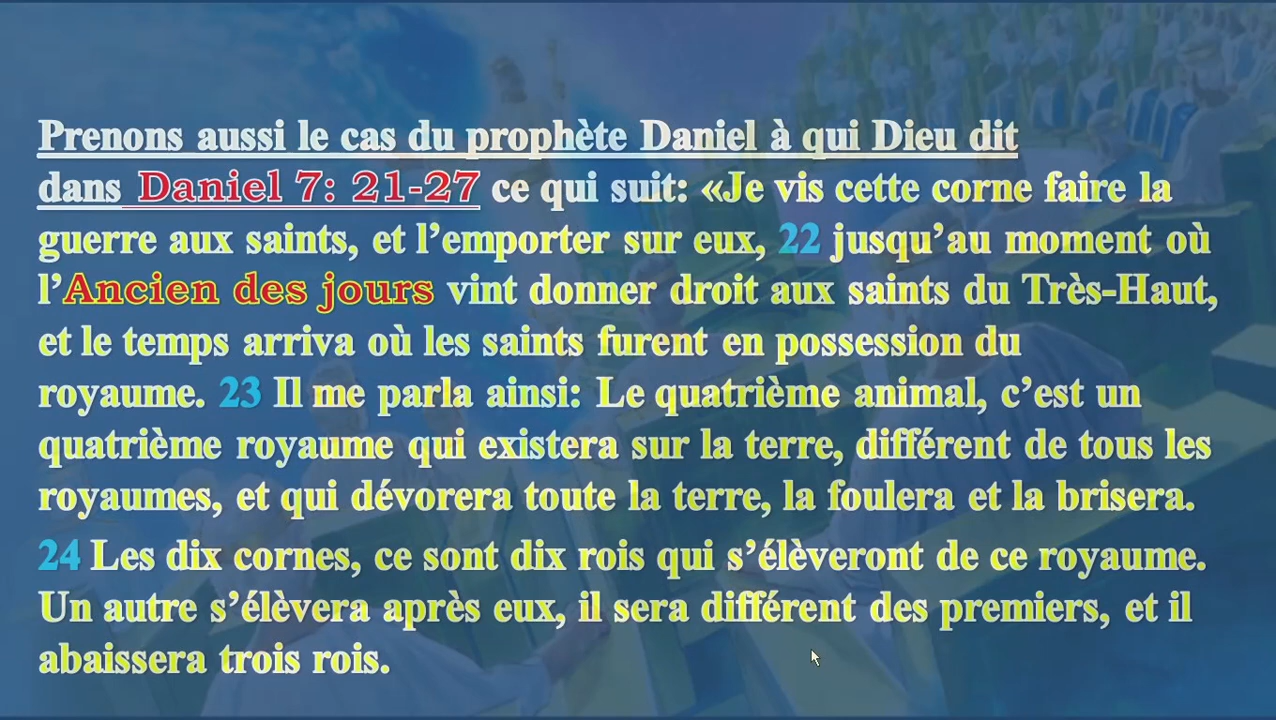 Prenons aussi le cas du prophète Daniel à qui Dieu dit
dans Daniel 7: 21-27 ce qui suit: «Je vis cette corne faire la
guerre aux saints, et l’emporter sur eux, 22 jusqu’au moment où
l’Ancien des jours vint donner droit aux saints du Très-Haut,
et le temps arriva où les saints furent en possession du
royaume. 23 Il me parla ainsi: Le quatrième animal, c’est un
quatrième royaume qui existera sur la terre, différent de tous les
royaumes, et qui dévorera toute la terre, la foulera et la brisera.
24 Les dix cornes, ce sont dix rois qui s’élèveront de ce royaume.
Un autre s’élèvera après eux, il sera différent des premiers, et il
abaissera trois rois.